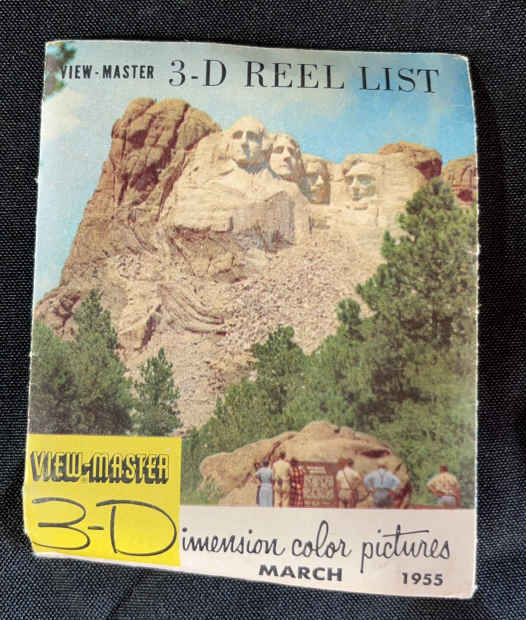 VIEW-MASTER 3-D REEL LIST
VIEW-MASTER
3-Dimension color pictures
MARCH 1955